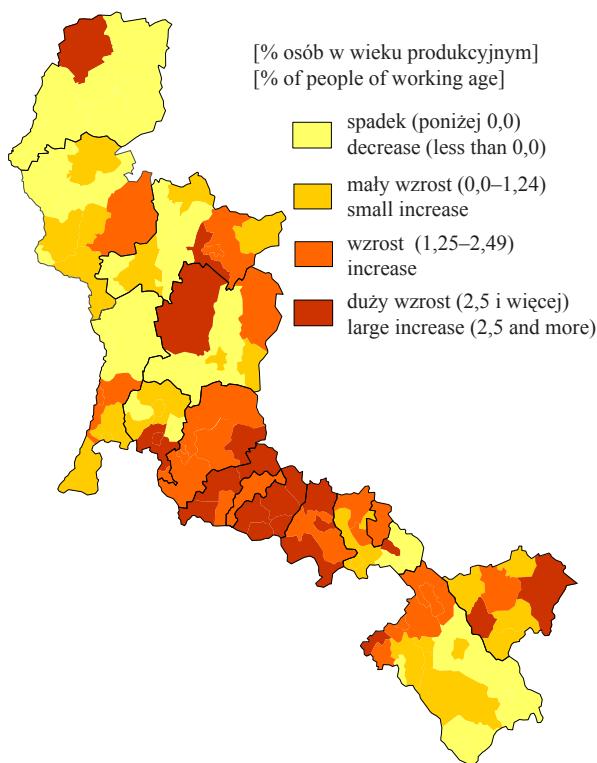 [% osób w wieku produkcyjnym]
[% of people of working age]
spadek (poniżej 0,0)
decrease (less than 0,0)
mały wzrost (0,0–1,24)
small increase
wzrost (1,25–2,49)
increase
duży wzrost (2,5 i więcej)
large increase (2,5 and more)